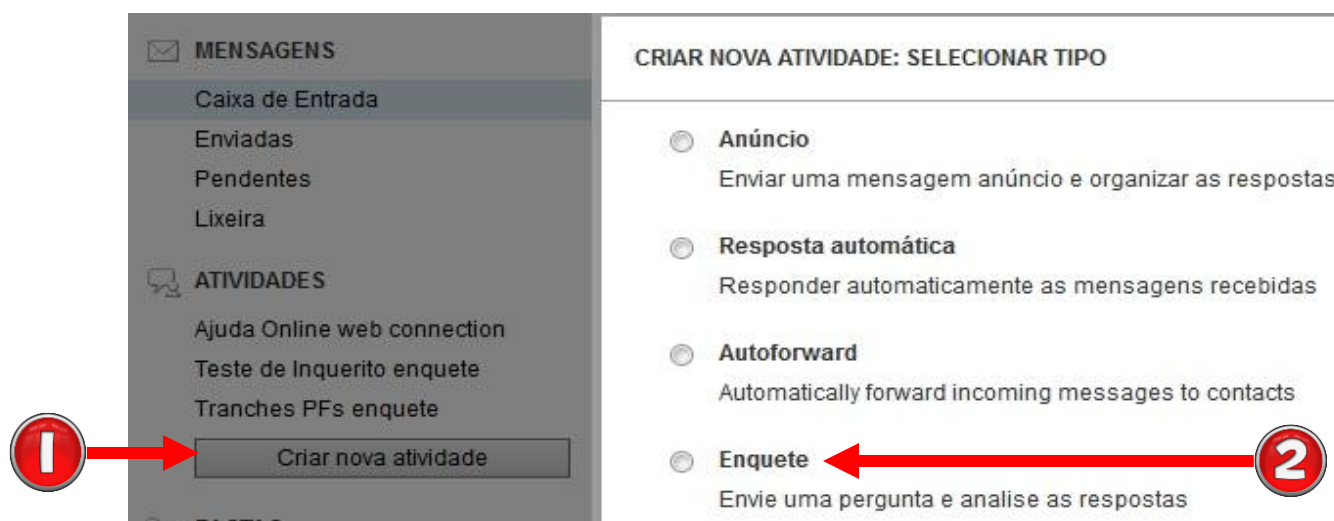 MENSAGENS
Caixa de Entrada
Enviadas
Pendentes
Lixeira
ATIVIDADES
Ajuda Online web connection
Teste de Inquerito enquete
Tranches PFs enquete
1
Criar nova atividade
CRIAR NOVA ATIVIDADE: SELECIONAR TIPO
Anúncio
Enviar uma mensagem anúncio e organizar as respostas
Resposta automática
Responder automaticamente as mensagens recebidas
Autoforward
Automatically forward incoming messages to contacts
Enquete
2
Envie uma pergunta e analise as respostas